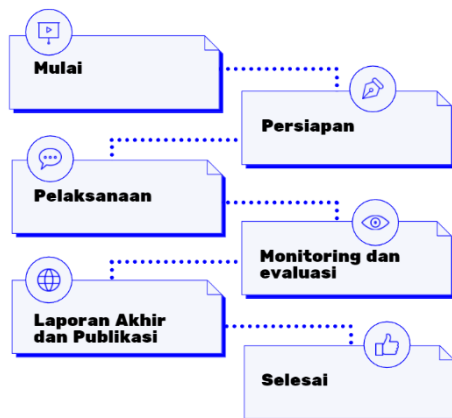 Mulai
Persiapan
Pelaksanaan
Monitoring dan
evaluasi
Laporan Akhir
dan Publikasi
Selesai